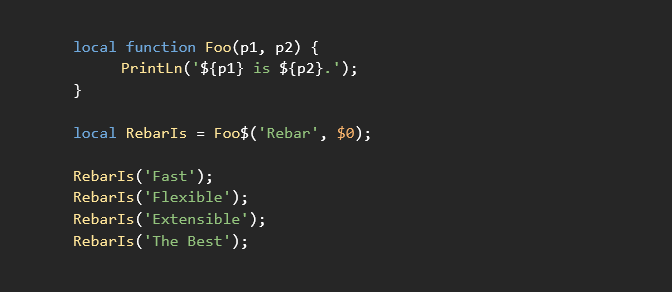 local function Foo(p1, p2) {
PrintLn('${p1} is ${p2}.');
}
local RebarIs = Foo$('Rebar', $0);
RebarIs('Fast');
RebarIs('Flexible');
RebarIs('Extensible');
RebarIs('The Best');